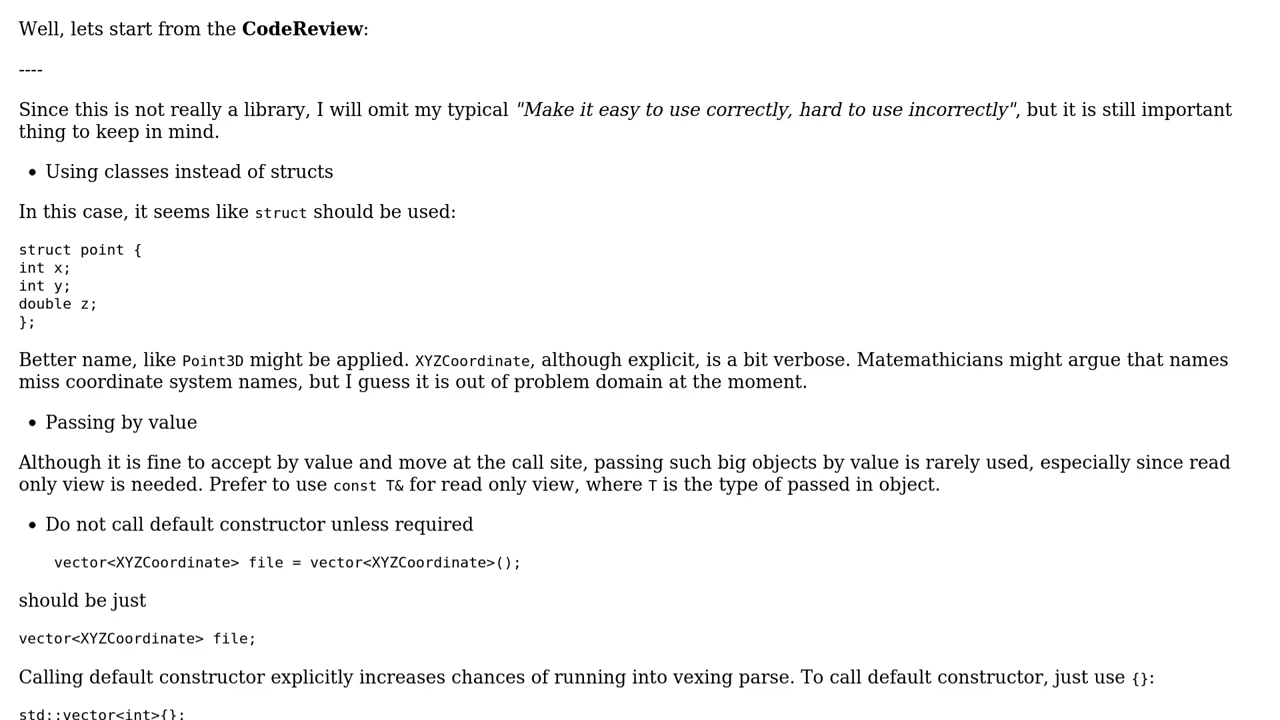 Well, lets start from the CodeReview:
----
Since this is not really a library, I will omit my typical "Make it easy to use correctly, hard to use incorrectly", but it is still important
thing to keep in mind.
• Using classes instead of structs
In this case, it seems like struct should be used:
struct point {
int x;
int y;
double z;
};
Better name, like Point3D might be applied. XYZCoordinate, although explicit, is a bit verbose. Matemathicians might argue that names
miss coordinate system names, but I guess it is out of problem domain at the moment.
• Passing by value
Although it is fine to accept by value and move at the call site, passing such big objects by value is rarely used, especially since read
only view is needed. Prefer to use const T& for read only view, where T is the type of passed in object.
• Do not call default constructor unless required
vector<XYZCoordinate> file = vector<XYZCoordinate>();
should be just
vector<XYZCoordinate> file;
Calling default constructor explicitly increases chances of running into vexing parse. To call default constructor, just use {}:
std::vector<int>{};